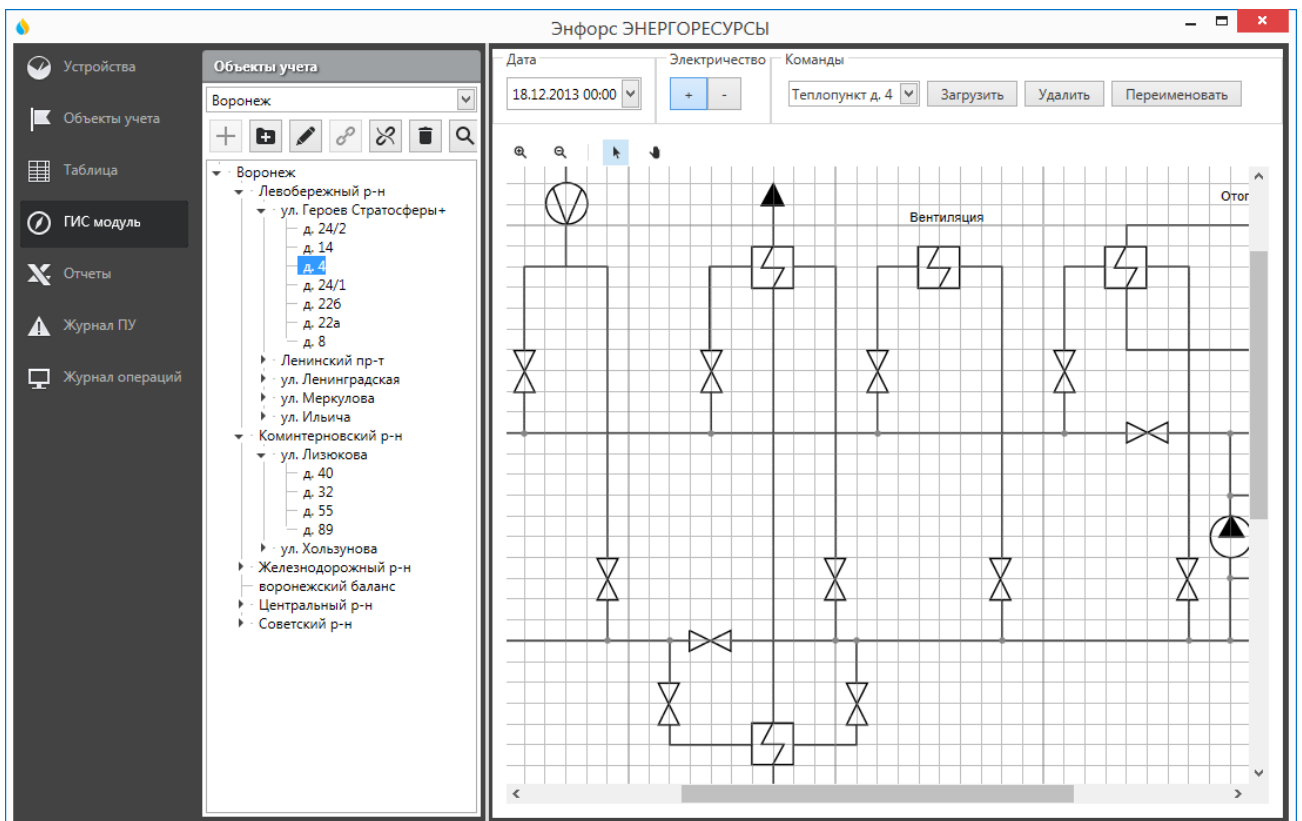 Энфорс ЭНЕРГОРЕСУРСЫ
Устройства
Объекты учета
Таблица
ГИС модуль
Отчеты
Журнал ПУ
Журнал операций
Объекты учета
Воронеж
Воронеж
Левобережный р-н
ул. Героев Стратосферы+
д. 24/2
д. 14
д. 4
д. 24/1
д. 22б
д. 22а
д. 8
Ленинский пр-т
ул. Ленинградская
ул. Меркулова
ул. Ильича
Коминтерновский р-н
ул. Лизюкова
д. 40
д. 32
д. 55
д. 89
ул. Хользунова
Железнодорожный р-н
воронежский баланс
Центральный р-н
Советский р-н
Дата
18.12.2013 00:00
Электричество
+ -
Команды
Теплопункт д. 4 Загрузить Удалить Переименовать
Отог
Вентиляция